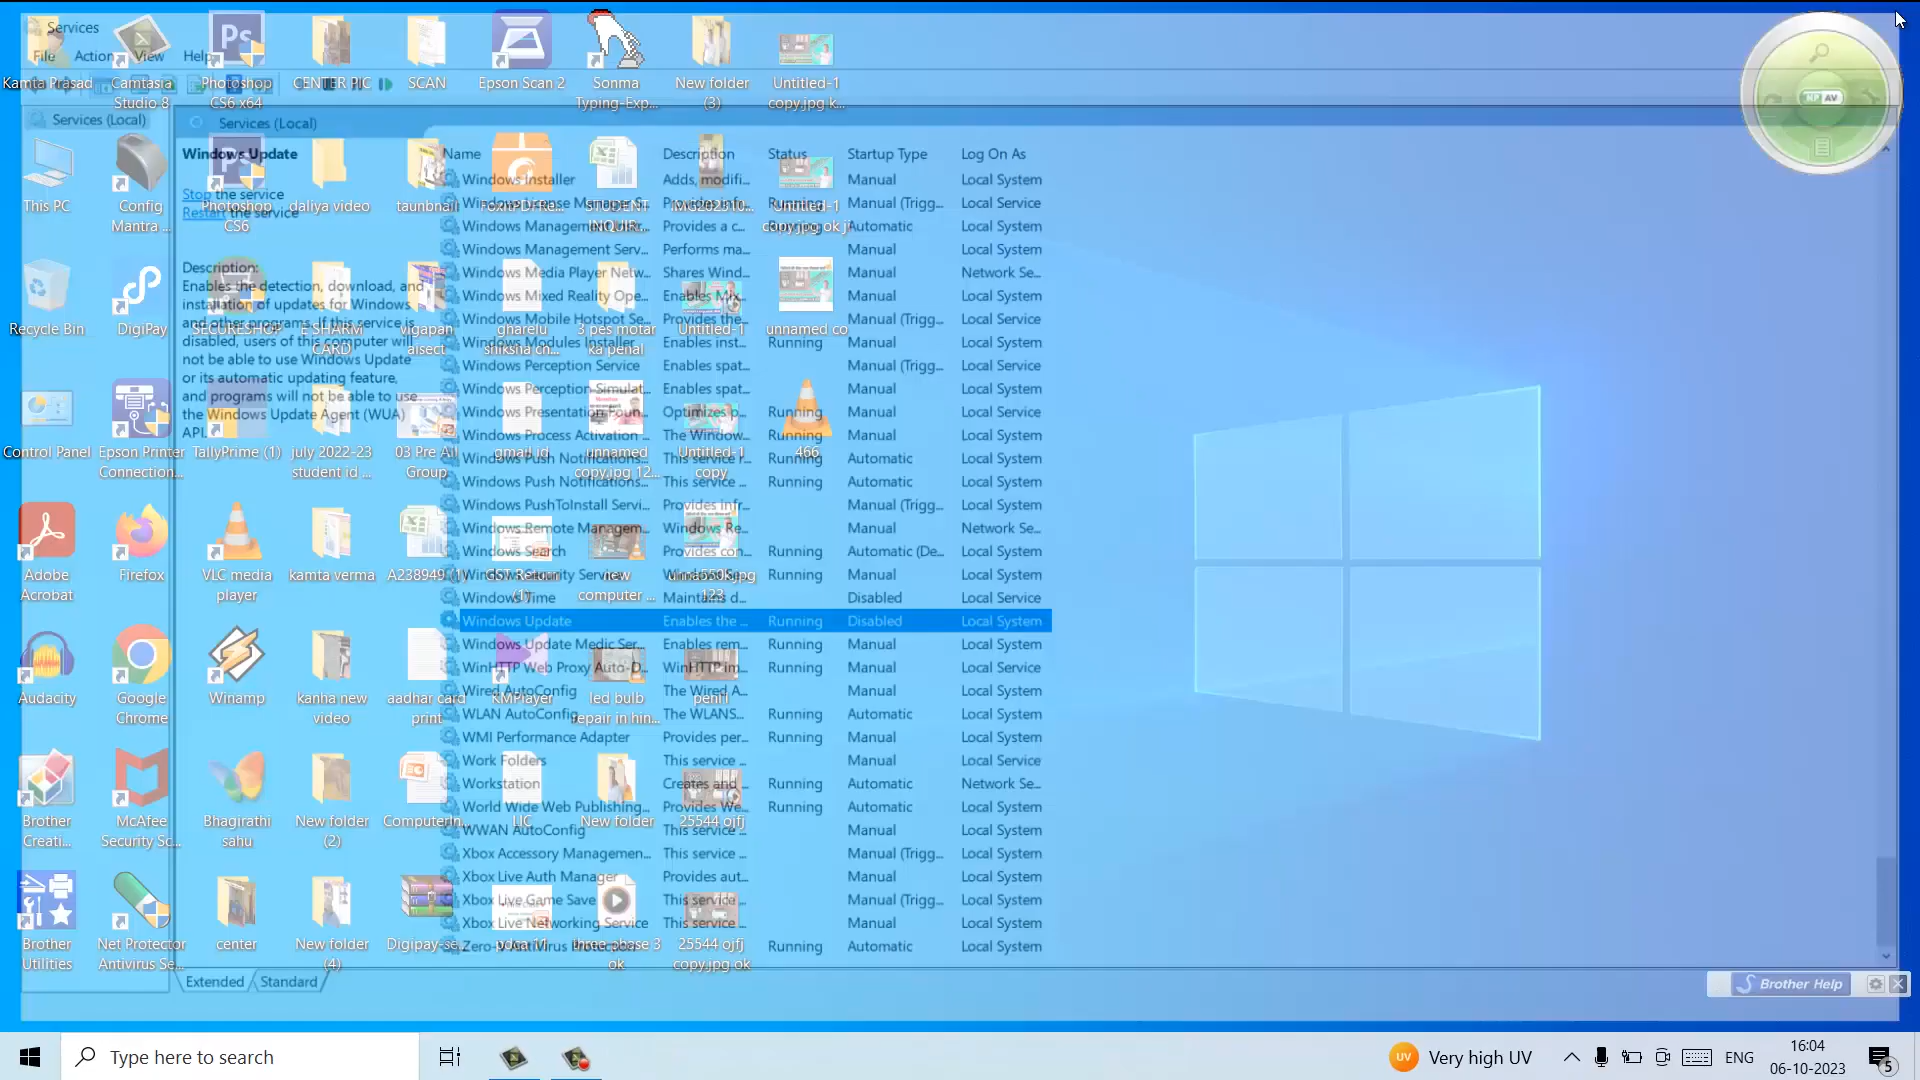 Services
File Action View Help
Kamta Prasad
Camtasia
Studio 8
Photoshop
CS6 x64
CENTER PIC
SCAN
Epson Scan 2
Sonma
Typing-Exp...
New folder
(3)
Untitled-1
copy.jpg k...
NP AV
Services (Local)
Services (Local)
Windows Update
Stop the service
Restart the service
Description:
Enables the detection, download, and
installation of updates for Windows
and other programs. If this service is
disabled, users of this computer will
not be able to use Windows Update
or its automatic updating feature,
and programs will not be able to use
the Windows Update Agent (WUA)
API.
Name Description Status Startup Type Log On As
Windows Installer Adds, modifi... Manual Local System
Windows License Manager S... Provides infr... Running Manual (Trigg... Local Service
Windows Management Provides a c... Running Automatic Local System
Windows Management Serv... Performs ma... Manual Local System
Windows Media Player Netw... Shares Wind... Manual Network Se...
Windows Mixed Reality Ope... Enables Mix... Manual Local System
Windows Mobile Hotspot Se... Provides the... Manual (Trigg... Local Service
Windows Modules Installer Enables inst... Running Manual Local System
Windows Perception Service Enables spat... Manual (Trigg... Local Service
Windows Perception Simulat... Enables spat... Manual Local System
Windows Presentation Foun... Optimizes p... Running Manual Local Service
Windows Process Activation ... The Window... Running Manual Local System
Windows Push Notifications... This service r... Running Automatic Local System
Windows Push Notifications... This service ... Running Automatic Local System
Windows PushToInstall Servi... Provides infr... Manual (Trigg... Local System
Windows Remote Managem... Windows Re... Manual Network Se...
Windows Search Provides con... Running Automatic (De... Local System
Windows Security Service Windows Se... Running Manual Local System
Windows Time Maintains d... Disabled Local Service
Windows Update Enables the ... Running Disabled Local System
Windows Update Medic Ser... Enables rem... Running Manual Local System
WinHTTP Web Proxy Auto-D... WinHTTP im... Running Manual Local Service
Wired AutoConfig The Wired A... Manual Local System
WLAN AutoConfig The WLANS... Running Automatic Local System
WMI Performance Adapter Provides per... Running Manual Local System
Work Folders This service ... Manual Local Service
Workstation Creates and ... Running Automatic Network Se...
World Wide Web Publishing... Provides We... Running Automatic Local System
WWAN AutoConfig This service ... Manual Local System
Xbox Accessory Managemen... This service ... Manual (Trigg... Local System
Xbox Live Auth Manager Provides aut... Manual Local System
Xbox Live Game Save This service ... Manual (Trigg... Local System
Xbox Live Networking Service This service ... Manual Local System
Running Automatic Local System
Extended Standard
This PC
Config
Mantra ...
Photoshop
CS6
daliya video
taunbnail
STUDENT
INQUIR...
Untitled-1
copy.jpg ok j
Recycle Bin
DigiPay
E SHARM
CARD
vigapan
aisect
gharelu
shiksha ch...
3 pes motar
ka penal
Untitled-1
unnamed co
Control Panel
Epson Printer
Connection...
TallyPrime (1)
july 2022-23
student id ...
03 Pre All
Group
gmail id
unnamed
copy.jpg 12...
Untitled-1
copy
466
Adobe
Acrobat
Firefox
VLC media
player
kamta verma
A238949 (1)
GST Return
(1)
new
computer ...
Audacity
Google
Chrome
Winamp
kanha new
video
aadhar card
print
KMPlayer
led bulb
repair in hin...
Brother
Creati...
McAfee
Security Sc...
Bhagirathi
sahu
New folder
(2)
ComputerIn...
LIC
New folder
25544 ojfj
Brother
Utilities
Net Protector
Antivirus Se...
center
New folder
(4)
Digipay-se...
three phase 3
ok
25544 ojfj
copy.jpg ok
Brother Help
Type here to search
UV Very high UV
ENG
16:04
06-10-2023
5